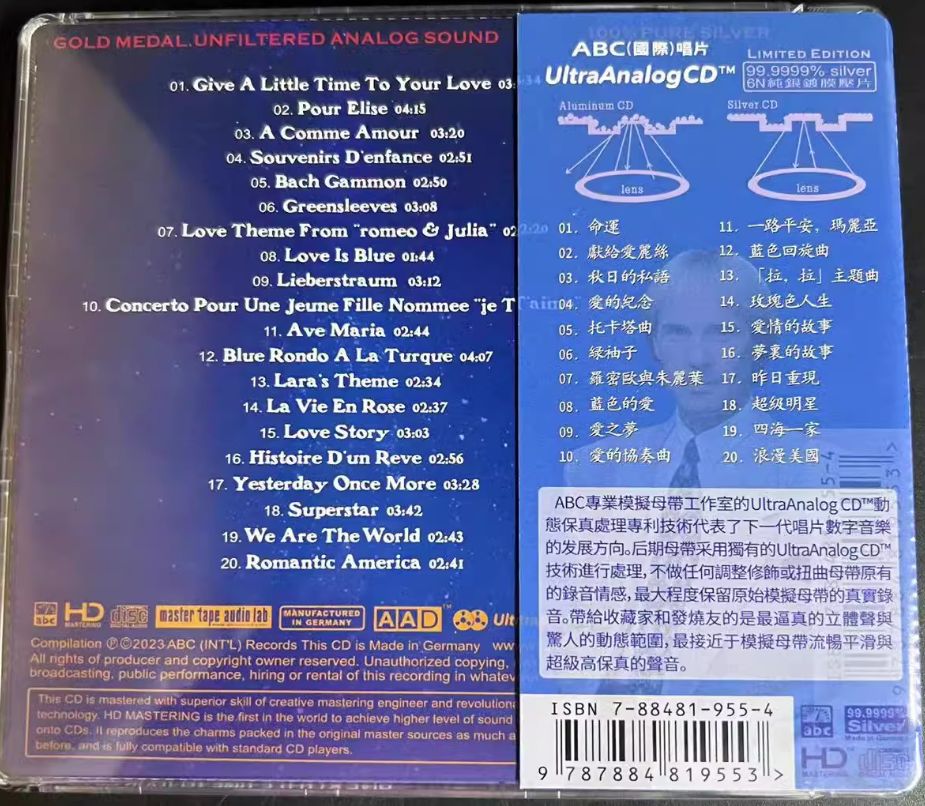 GOLD MEDAL.UNFILTERED ANALOG SOUND
01. Give A Little Time To Your Love 03:
02. Pour Elise 04:15
03. A Comme Amour 03:20
04. Souvenirs D'enfance 02:51
05. Bach Gammon 02:50
06. Greensleeves 03:08
07. Love Theme From "romeo & Julia" 02:20
08. Love Is Blue 01:44
09. Lieberstraum 03:12
10. Concerto Pour Une Jeune Fille Nommee "je T'aim
11. Ave Maria 02:44
12. Blue Rondo A La Turque 04:07
13. Lara's Theme 02:34
14. La Vie En Rose 02:37
15. Love Story 03:03
16. Histoire D'un Reve 02:56
17. Yesterday Once More 03:28
18. Superstar 03:42
19. We Are The World 02:43
20. Romantic America 02:41
abc HD MASTERING disc master tape audio lab MANUFACTURED IN GERMANY AAD™ Ult
Compilation ⓅⒸ2023 ABC (INT'L) Records This CD is Made in Germany ww
All rights of producer and copyright owner reserved. Unauthorized copying,
broadcasting, public performance, hiring or rental of this recording in whatev
This CD is mastered with superior skill of creative mastering engineer and revolution
technology. HD MASTERING is the first in the world to achieve higher level of sound
onto CDs. It reproduces the charms packed in the original master sources as much a
before, and is fully compatible with standard CD players.
100% PURE SILVER
ABC(國際)唱片
UltraAnalogCD™
LIMITED EDITION
99.9999% silver
6N純銀鍍膜壓片
Aluminum CD
Silver CD
lens
lens
01. 命運
02. 獻給愛麗絲
03. 秋日的私語
04. 愛的紀念
05. 托卡塔曲
06. 緑袖子
07. 羅密歐與朱麗葉
08. 藍色的愛
09. 愛之夢
10. 愛的協奏曲
11. 一路平安，瑪麗亞
12. 藍色回旋曲
13. 「拉，拉」主題曲
14. 玫瑰色人生
15. 愛情的故事
16. 夢裏的故事
17. 昨日重現
18. 超級明星
19. 四海一家
20. 浪漫美國
ABC專業模擬母帶工作室的UltraAnalog CD™動
態保真處理專利技術代表了下一代唱片數字音樂
的发展方向。后期母帶采用獨有的UltraAnalog CD™
技術進行處理，不做任何調整修飾或扭曲母帶原有
的錄音情感，最大程度保留原始模擬母帶的真實錄
音。帶給收藏家和發燒友的是最逼真的立體聲與
驚人的動態範圍，最接近于模擬母帶流暢平滑與
超級高保真的聲音。
ISBN 7-88481-955-4
9 787884 819553 >
abc
99.9999%
Silver
Made in Germany
HD™
MASTERING
disc